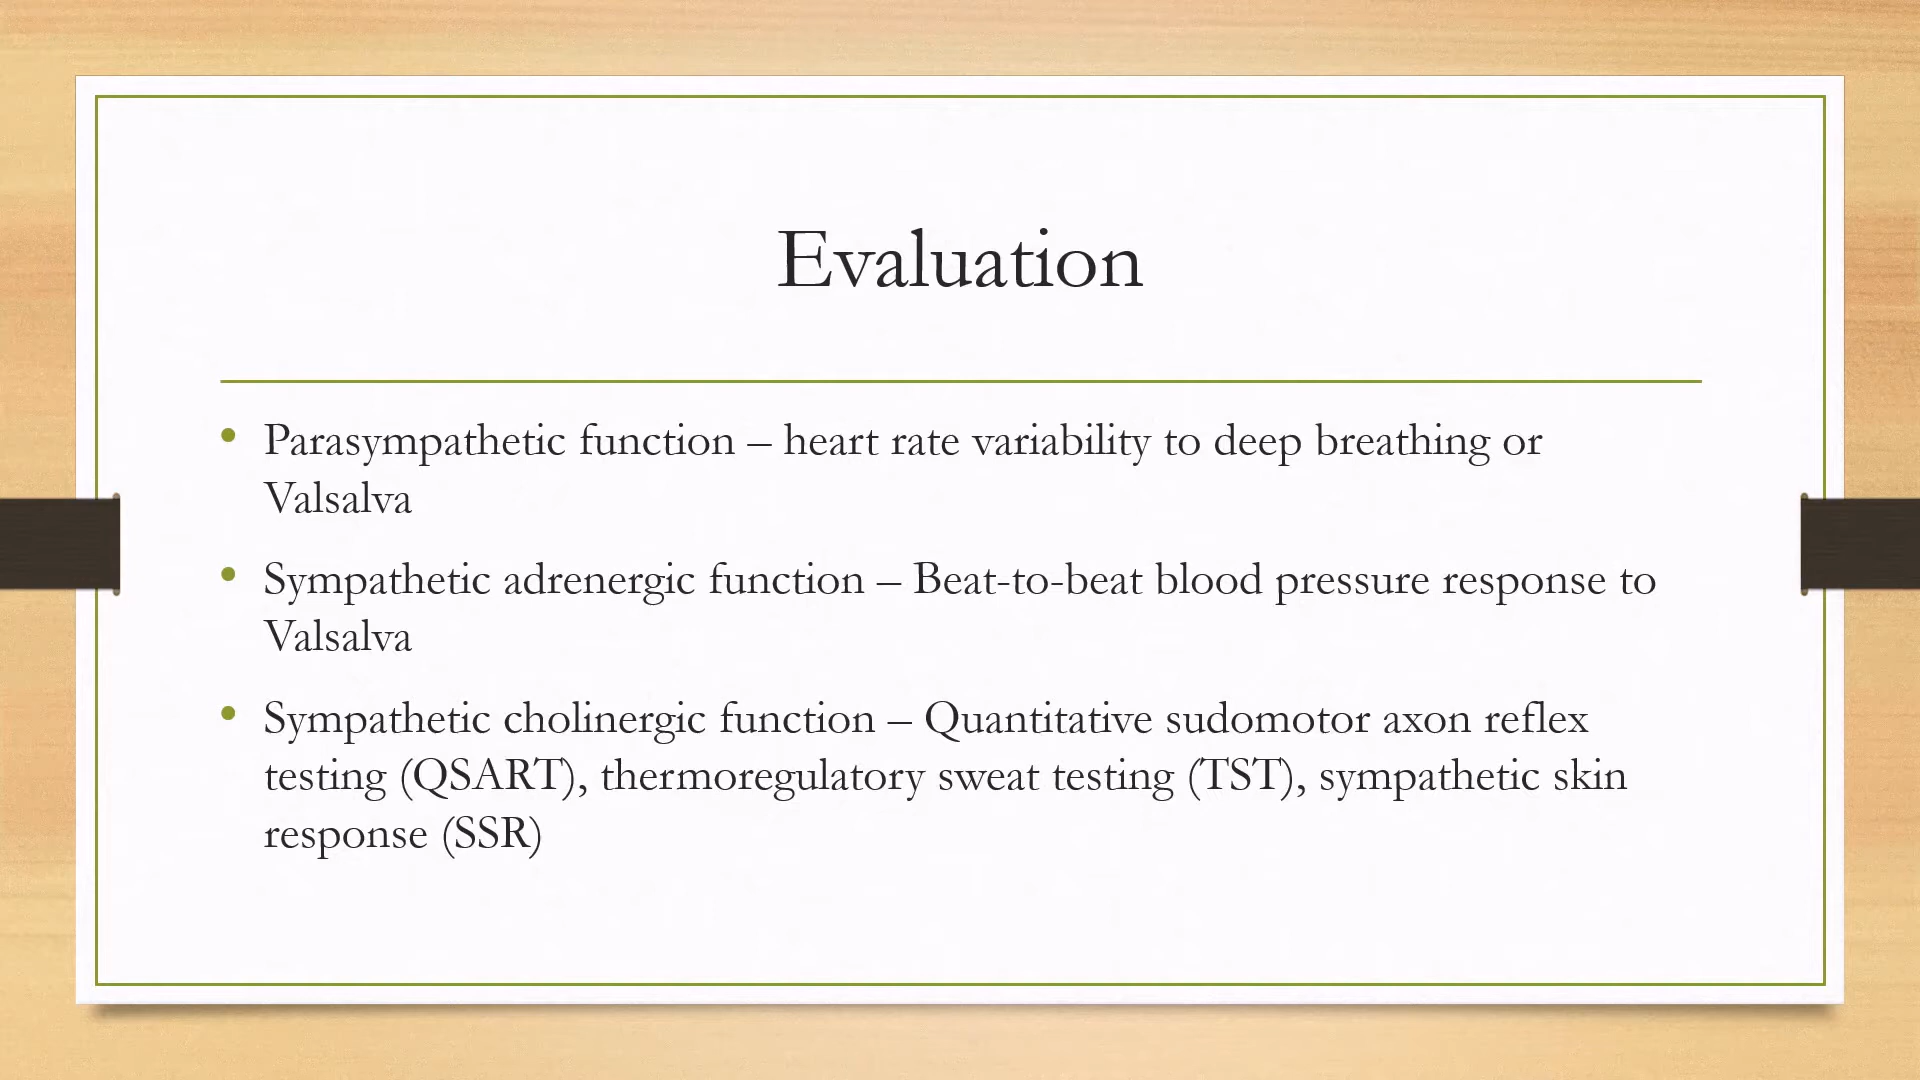 Evaluation
• Parasympathetic function – heart rate variability to deep breathing or
Valsalva
• Sympathetic adrenergic function – Beat-to-beat blood pressure response to
Valsalva
• Sympathetic cholinergic function – Quantitative sudomotor axon reflex
testing (QSART), thermoregulatory sweat testing (TST), sympathetic skin
response (SSR)